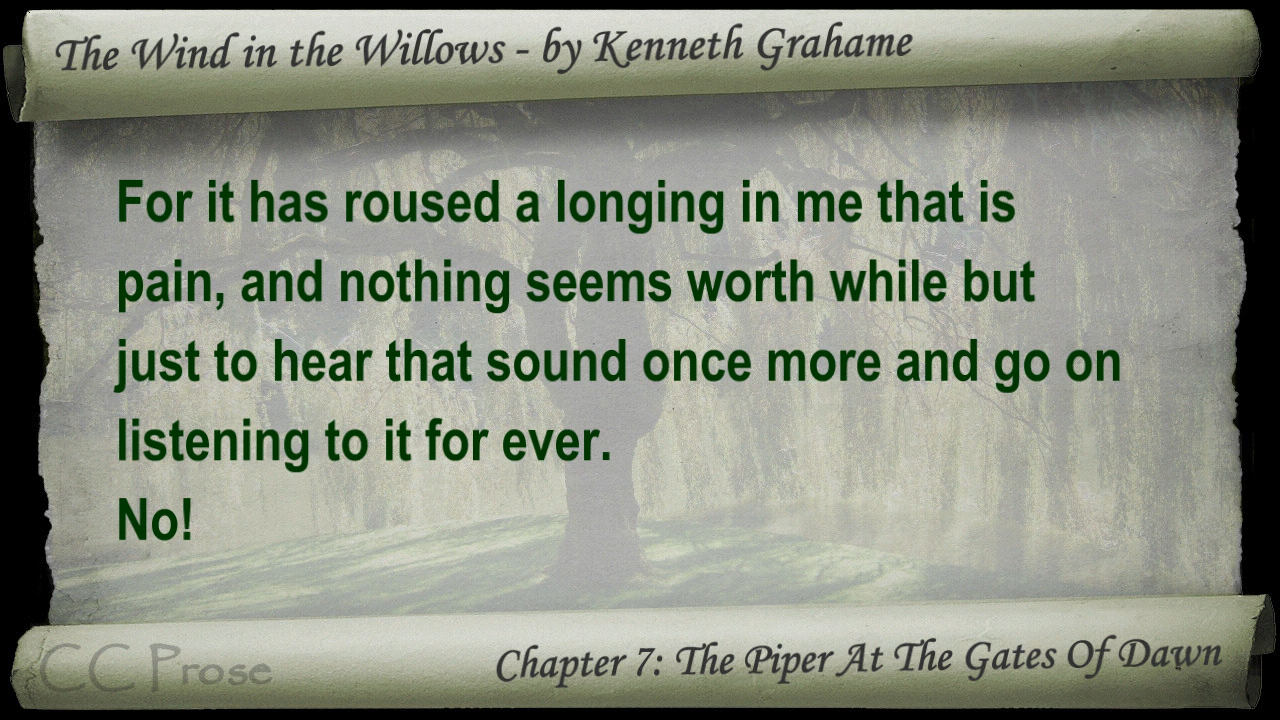 The Wind in the Willows - by Kenneth Grahame
For it has roused a longing in me that is
pain, and nothing seems worth while but
just to hear that sound once more and go on
listening to it for ever.
No!
CC Prose
Chapter 7: The Piper At The Gates Of Dawn